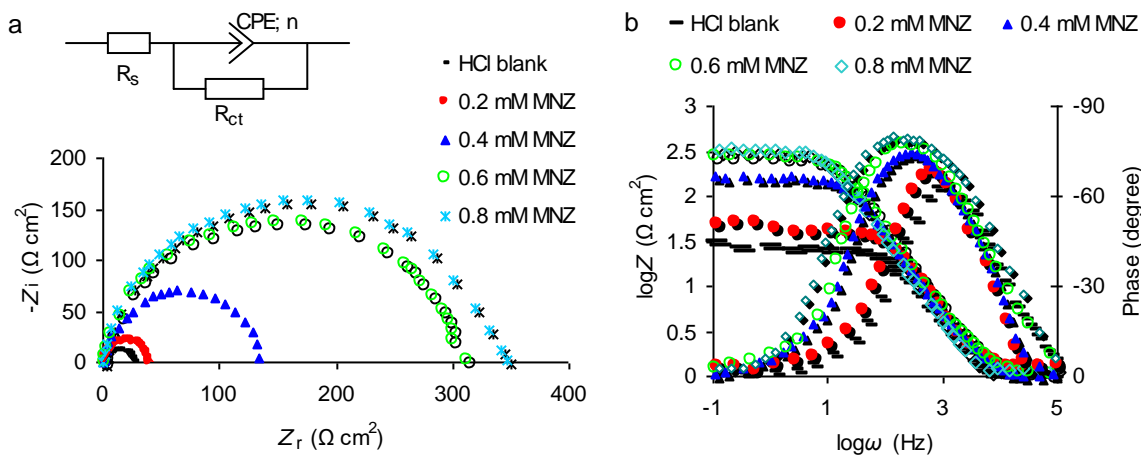 a
CPE; n
Rs
Rct
HCl blank
0.2 mM MNZ
0.4 mM MNZ
0.6 mM MNZ
0.8 mM MNZ
200
150
100
50
0
-Zi (Ω cm²)
0 100 200 300 400
Zr (Ω cm²)
b
HCl blank 0.2 mM MNZ 0.4 mM MNZ
0.6 mM MNZ 0.8 mM MNZ
3
2.5
2
1.5
1
0.5
0
logZ (Ω cm²)
-90
-60
-30
0
Phase (degree)
-1 1 3 5
logω (Hz)